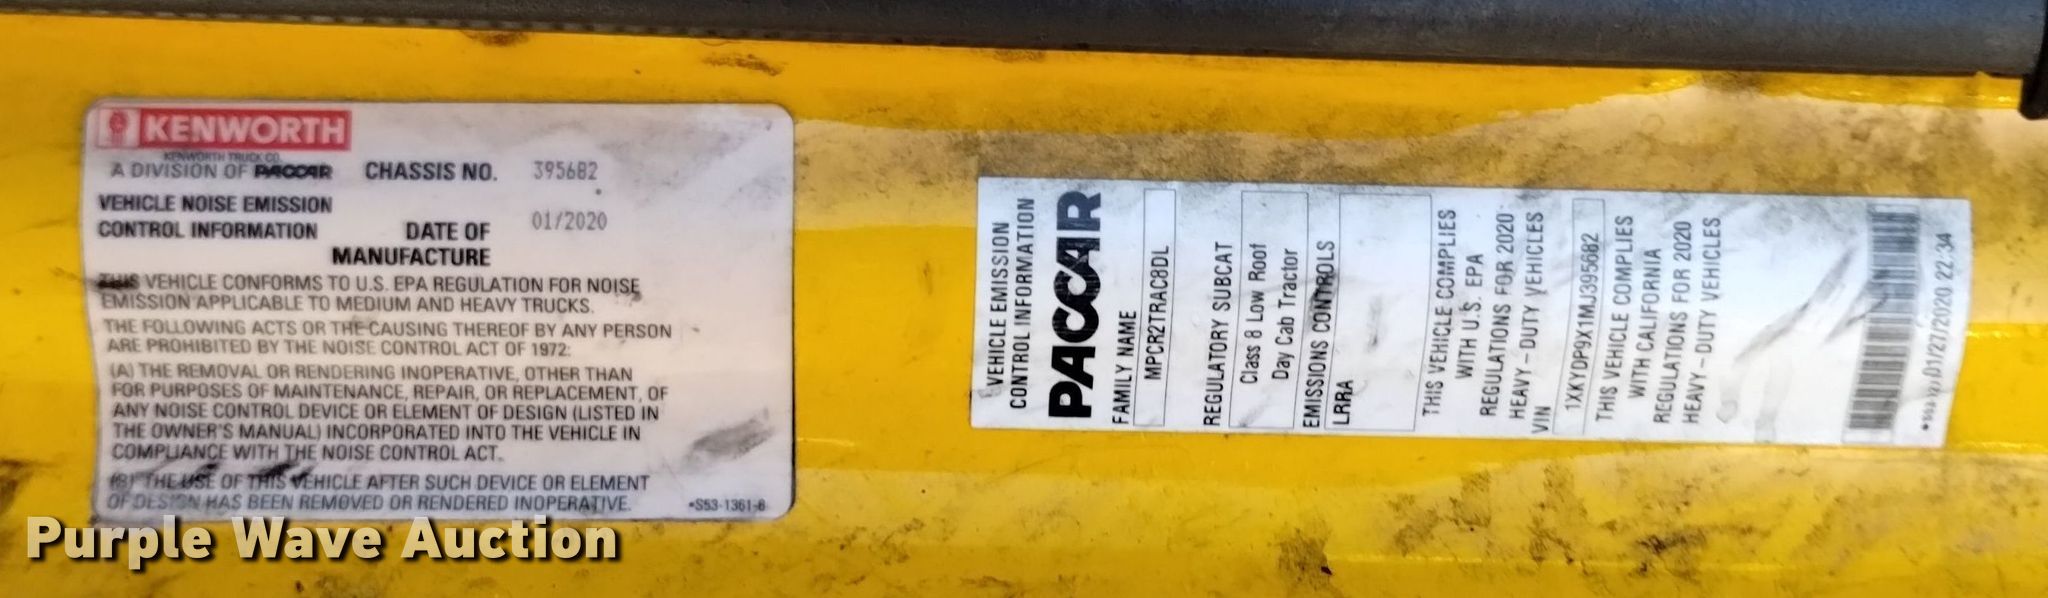 KENWORTH
KENWORTH TRUCK CO.
A DIVISION OF PACCAR
CHASSIS NO. 395682
VEHICLE NOISE EMISSION
CONTROL INFORMATION
DATE OF
MANUFACTURE
01/2020
THIS VEHICLE CONFORMS TO U.S. EPA REGULATION FOR NOISE
EMISSION APPLICABLE TO MEDIUM AND HEAVY TRUCKS.
THE FOLLOWING ACTS OR THE CAUSING THEREOF BY ANY PERSON
ARE PROHIBITED BY THE NOISE CONTROL ACT OF 1972:
(A) THE REMOVAL OR RENDERING INOPERATIVE, OTHER THAN
FOR PURPOSES OF MAINTENANCE, REPAIR, OR REPLACEMENT, OF
ANY NOISE CONTROL DEVICE OR ELEMENT OF DESIGN (LISTED IN
THE OWNER'S MANUAL) INCORPORATED INTO THE VEHICLE IN
COMPLIANCE WITH THE NOISE CONTROL ACT.
(B) THE USE OF THIS VEHICLE AFTER SUCH DEVICE OR ELEMENT
OF DESIGN HAS BEEN REMOVED OR RENDERED INOPERATIVE.
*S53-1361-8
VEHICLE EMISSION
CONTROL INFORMATION
PACCAR
FAMILY NAME
MPCR2TRAC8DL
REGULATORY SUBCAT
Class 8 Low Roof
Day Cab Tractor
EMISSIONS CONTROLS
LRRA
THIS VEHICLE COMPLIES
WITH U.S. EPA
REGULATIONS FOR 2020
HEAVY-DUTY VEHICLES
VIN
1XKYDP9X1MJ395682
THIS VEHICLE COMPLIES
WITH CALIFORNIA
REGULATIONS FOR 2020
HEAVY-DUTY VEHICLES
01/27/2020 22:34
Purple Wave Auction